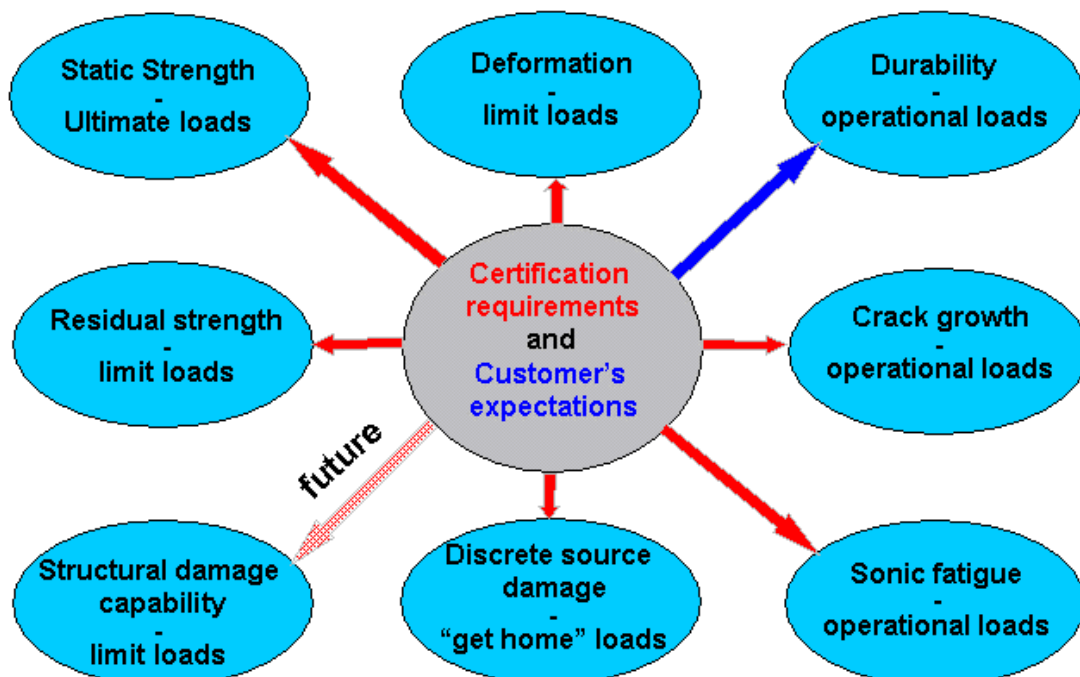 Static Strength
-
Ultimate loads
Deformation
-
limit loads
Durability
-
operational loads
Residual strength
-
limit loads
Certification
requirements
and
Customer’s
expectations
Crack growth
-
operational loads
future
Structural damage
capability
-
limit loads
Discrete source
damage
-
“get home” loads
Sonic fatigue
-
operational loads